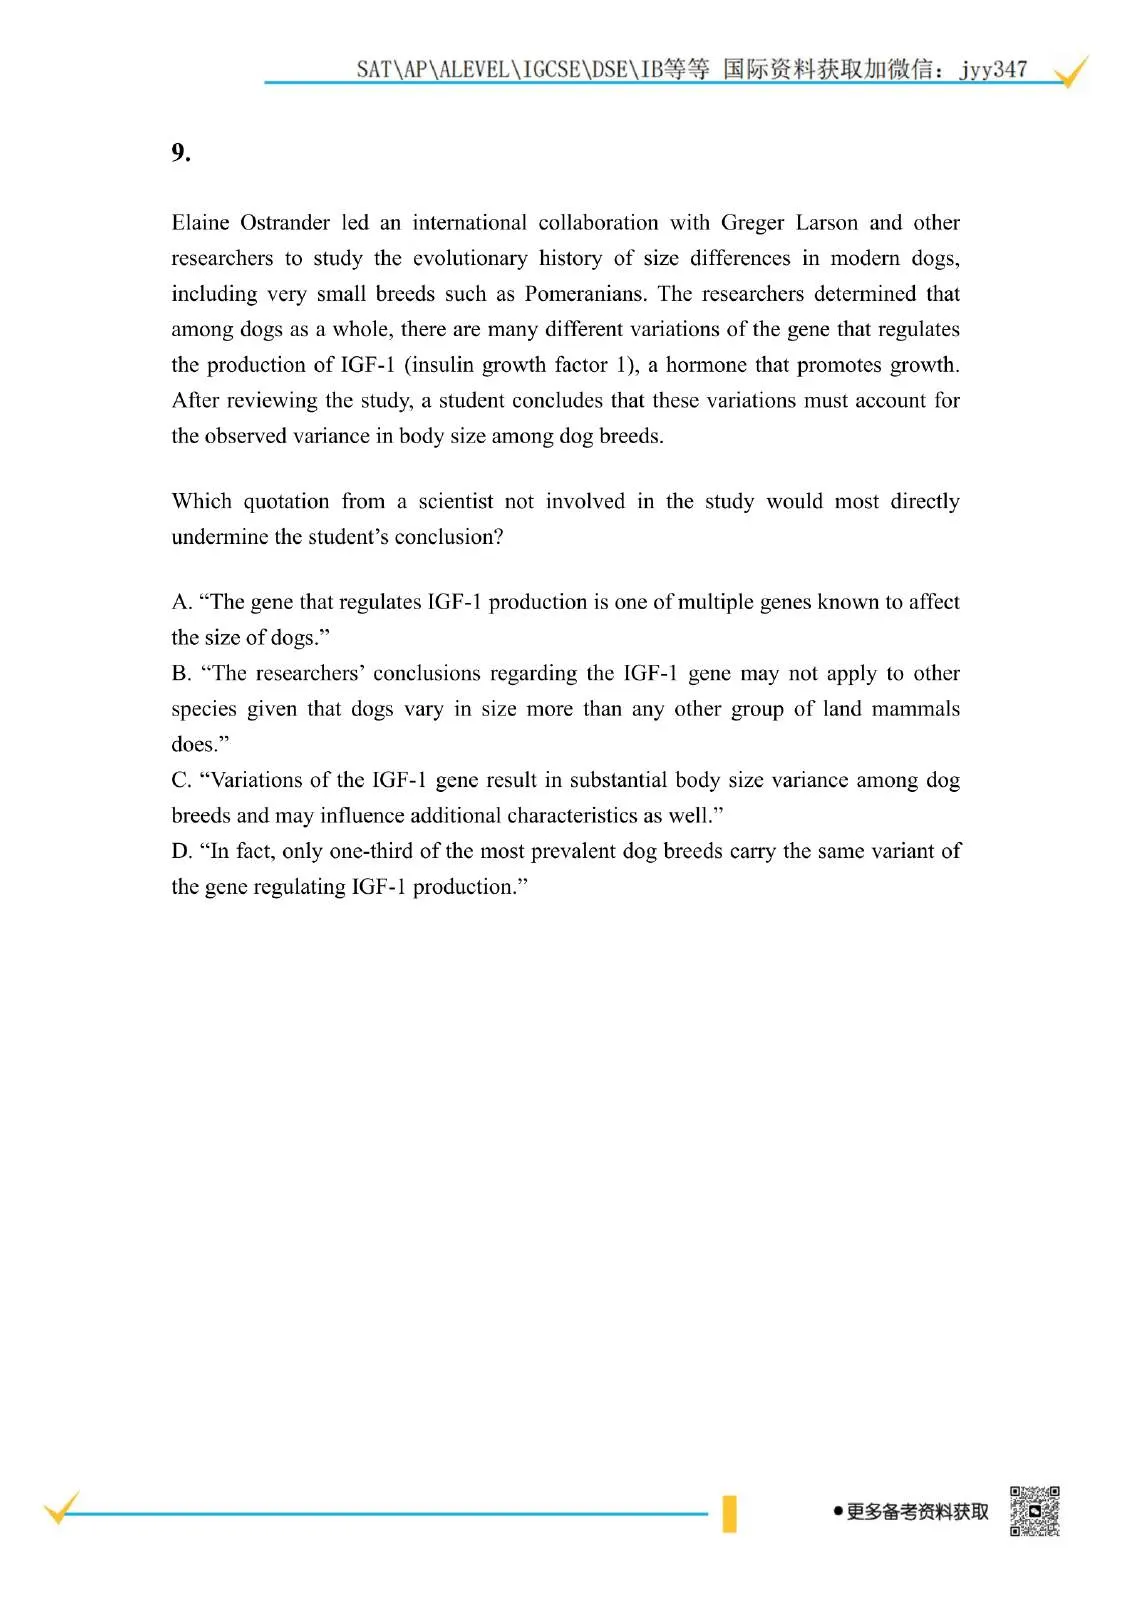 SAT\AP\ALEVEL\IGCSE\DSE\IB等等 国际资料获取加微信：jyy347
9.
Elaine Ostrander led an international collaboration with Greger Larson and other
researchers to study the evolutionary history of size differences in modern dogs,
including very small breeds such as Pomeranians. The researchers determined that
among dogs as a whole, there are many different variations of the gene that regulates
the production of IGF-1 (insulin growth factor 1), a hormone that promotes growth.
After reviewing the study, a student concludes that these variations must account for
the observed variance in body size among dog breeds.
Which quotation from a scientist not involved in the study would most directly
undermine the student’s conclusion?
A. “The gene that regulates IGF-1 production is one of multiple genes known to affect
the size of dogs.”
B. “The researchers’ conclusions regarding the IGF-1 gene may not apply to other
species given that dogs vary in size more than any other group of land mammals
does.”
C. “Variations of the IGF-1 gene result in substantial body size variance among dog
breeds and may influence additional characteristics as well.”
D. “In fact, only one-third of the most prevalent dog breeds carry the same variant of
the gene regulating IGF-1 production.”
●更多备考资料获取